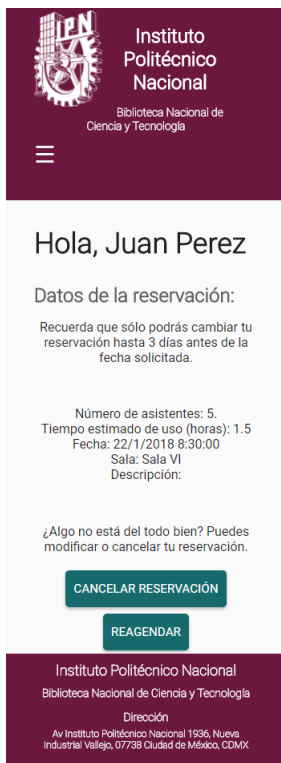 IPN
Instituto
Politécnico
Nacional
Biblioteca Nacional de
Ciencia y Tecnología
Hola, Juan Perez
Datos de la reservación:
Recuerda que sólo podrás cambiar tu
reservación hasta 3 días antes de la
fecha solicitada.
Número de asistentes: 5.
Tiempo estimado de uso (horas): 1.5
Fecha: 22/1/2018 8:30:00
Sala: Sala VI
Descripción:
¿Algo no está del todo bien? Puedes
modificar o cancelar tu reservación.
CANCELAR RESERVACIÓN
REAGENDAR
Instituto Politécnico Nacional
Biblioteca Nacional de Ciencia y Tecnología
Dirección
Av Instituto Politécnico Nacional 1936, Nueva
Industrial Vallejo, 07738 Ciudad de México, CDMX